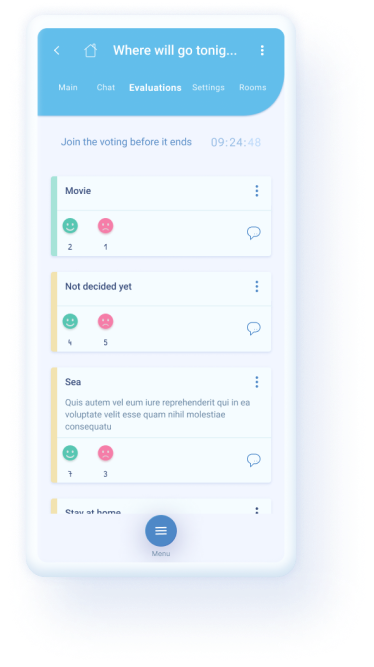 Where will go tonig...
Main Chat Evaluations Settings Rooms
Join the voting before it ends 09:24:48
Movie
2 1
Not decided yet
4 5
Sea
Quis autem vel eum iure reprehenderit qui in ea
voluptate velit esse quam nihil molestiae
consequatu
7 3
Stay at home
Menu